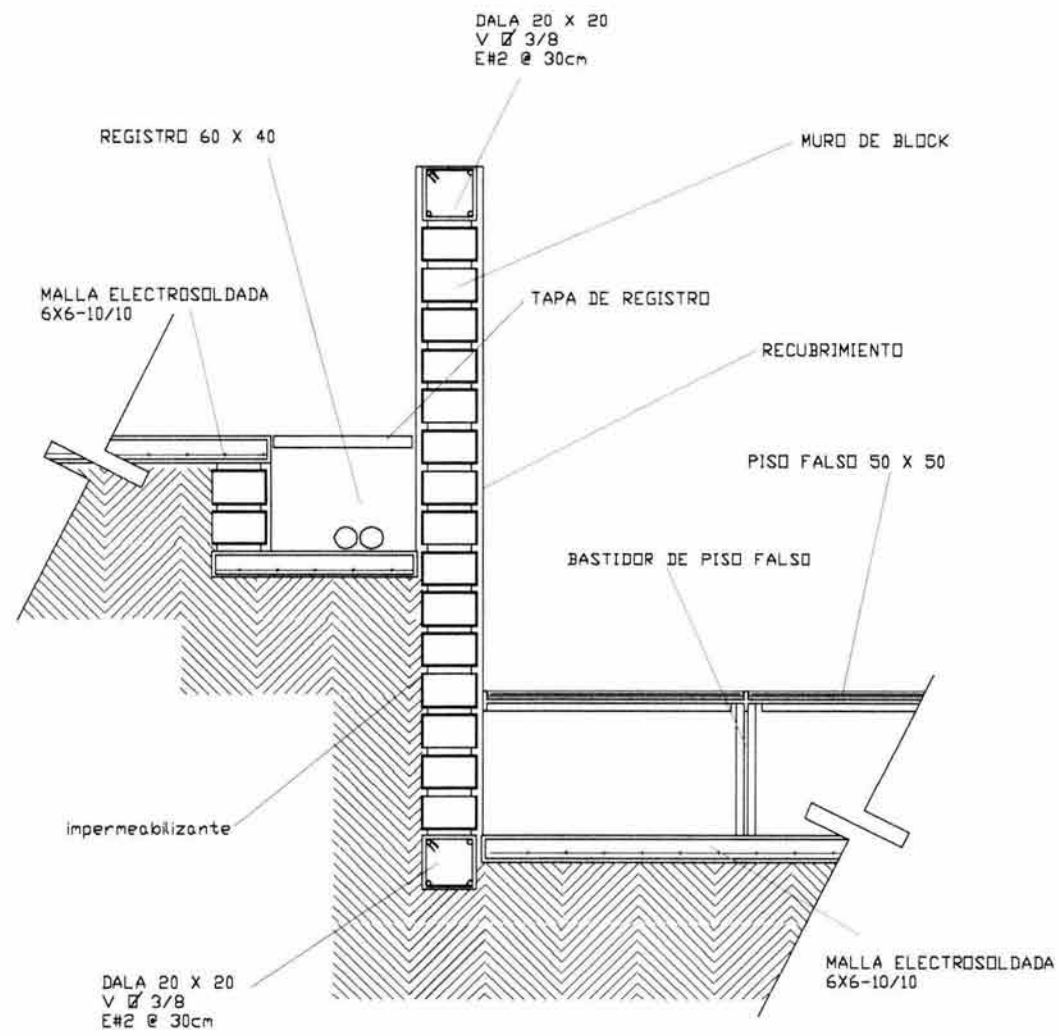 DALA 20 X 20
V Ø 3/8
E#2 @ 30cm
REGISTRO 60 X 40
MURO DE BLOCK
MALLA ELECTROSOLDADA
6X6-10/10
TAPA DE REGISTRO
RECUBRIMIENTO
PISO FALSO 50 X 50
BASTIDOR DE PISO FALSO
impermeabilizante
MALLA ELECTROSOLDADA
6X6-10/10
DALA 20 X 20
V Ø 3/8
E#2 @ 30cm